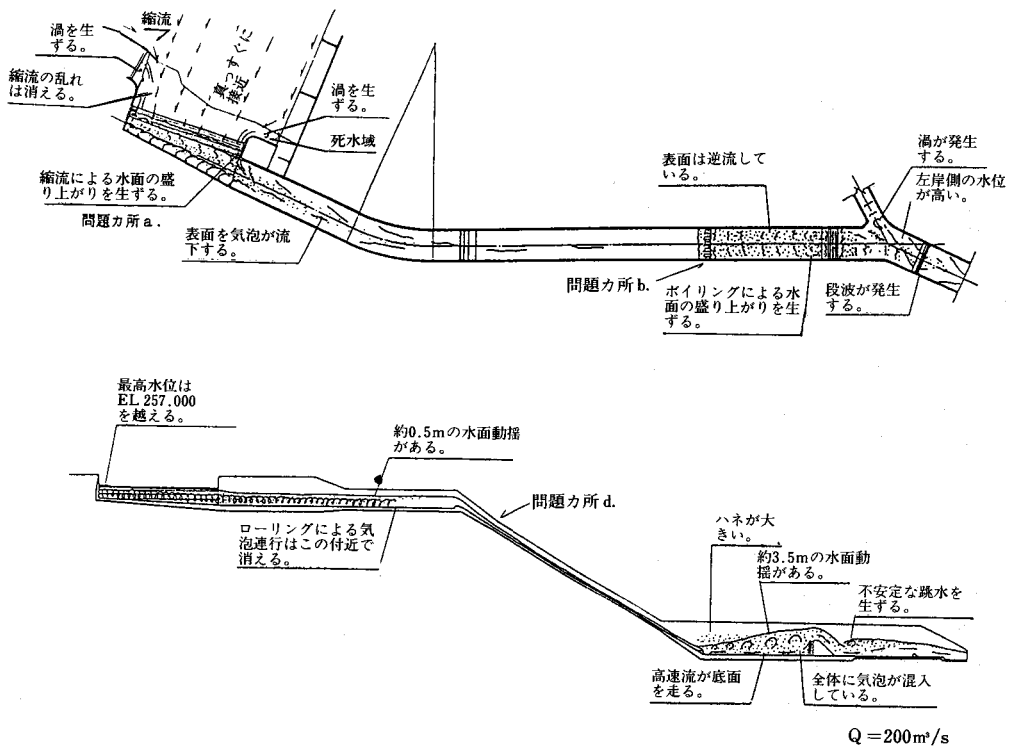 渦を生
ずる。
縮流
縮流の乱れ
は消える。
真っすぐに
接近
渦を生
ずる。
死水域
縮流による水面の盛
り上がりを生ずる。
問題カ所a.
表面を気泡が流
下する。
表面は逆流して
いる。
渦が発生
する。
左岸側の水位
が高い。
問題カ所b.
ボイリングによる水
面の盛り上がりを生
ずる。
段波が発生
する。
最高水位は
EL 257.000
を越える。
約0.5mの水面動揺
がある。
問題カ所d.
ローリングによる気
泡連行はこの付近で
消える。
ハネが大
きい。
約3.5mの水面動
揺がある。
不安定な跳水を
生ずる。
高速流が底面
を走る。
全体に気泡が混入
している。
Q=200m³/s